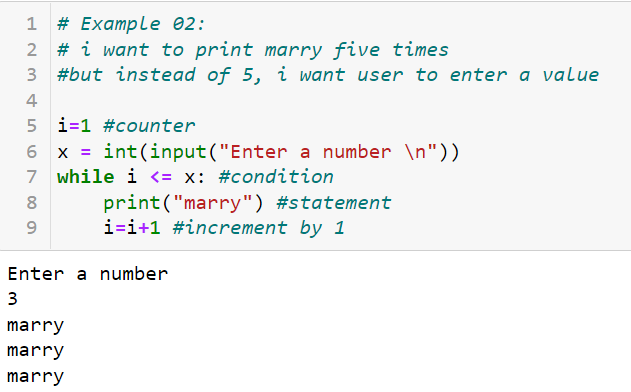 1 # Example 02:
2 # i want to print marry five times
3 #but instead of 5, i want user to enter a value
4
5 i=1 #counter
6 x = int(input("Enter a number \n"))
7 while i <= x: #condition
8     print("marry") #statement
9     i=i+1 #increment by 1
Enter a number
3
marry
marry
marry